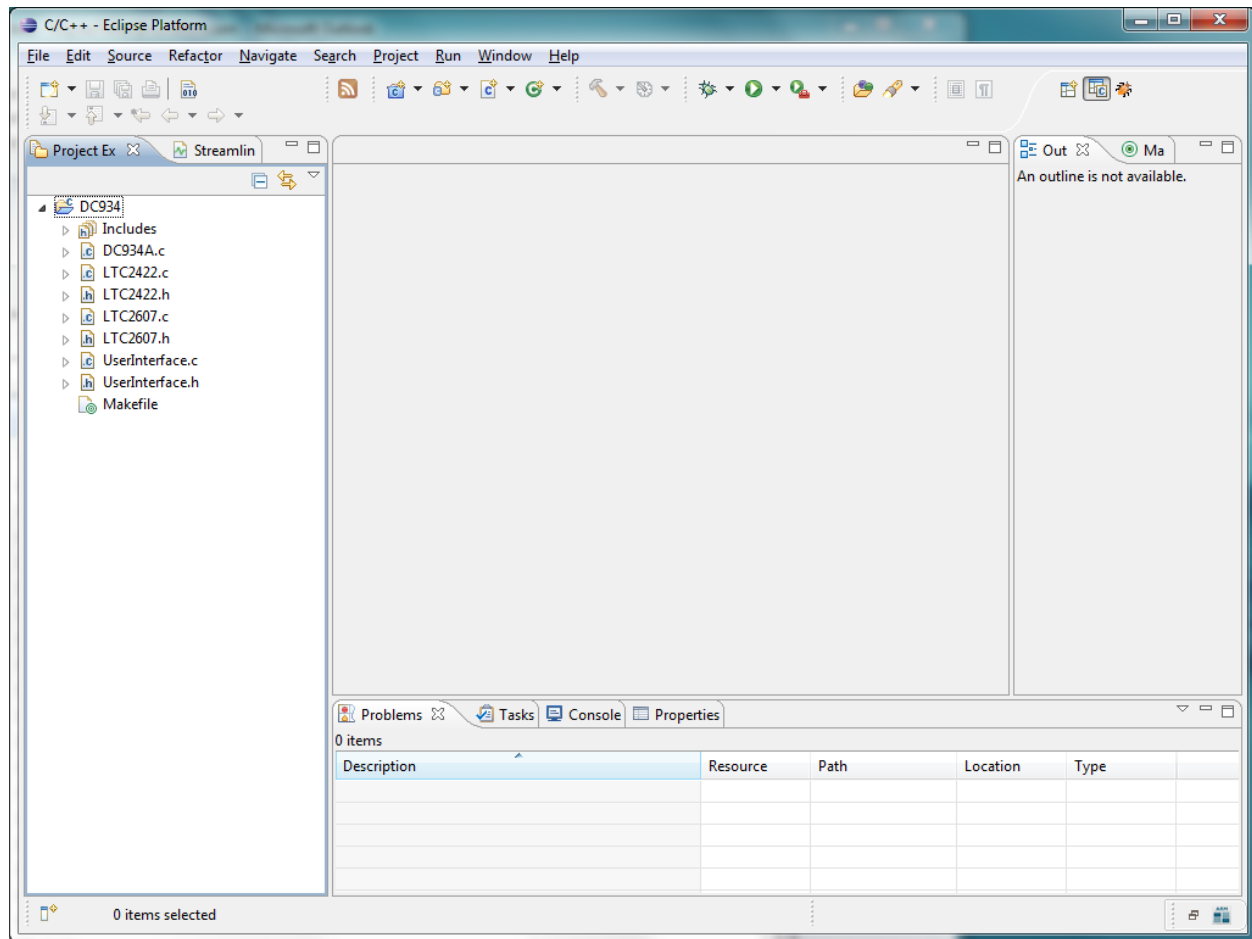 C/C++ - Eclipse Platform
File Edit Source Refactor Navigate Search Project Run Window Help
Project Ex Streamlin
Out Ma
An outline is not available.
DC934
Includes
DC934A.c
LTC2422.c
LTC2422.h
LTC2607.c
LTC2607.h
UserInterface.c
UserInterface.h
Makefile
Problems Tasks Console Properties
0 items
Description Resource Path Location Type
0 items selected